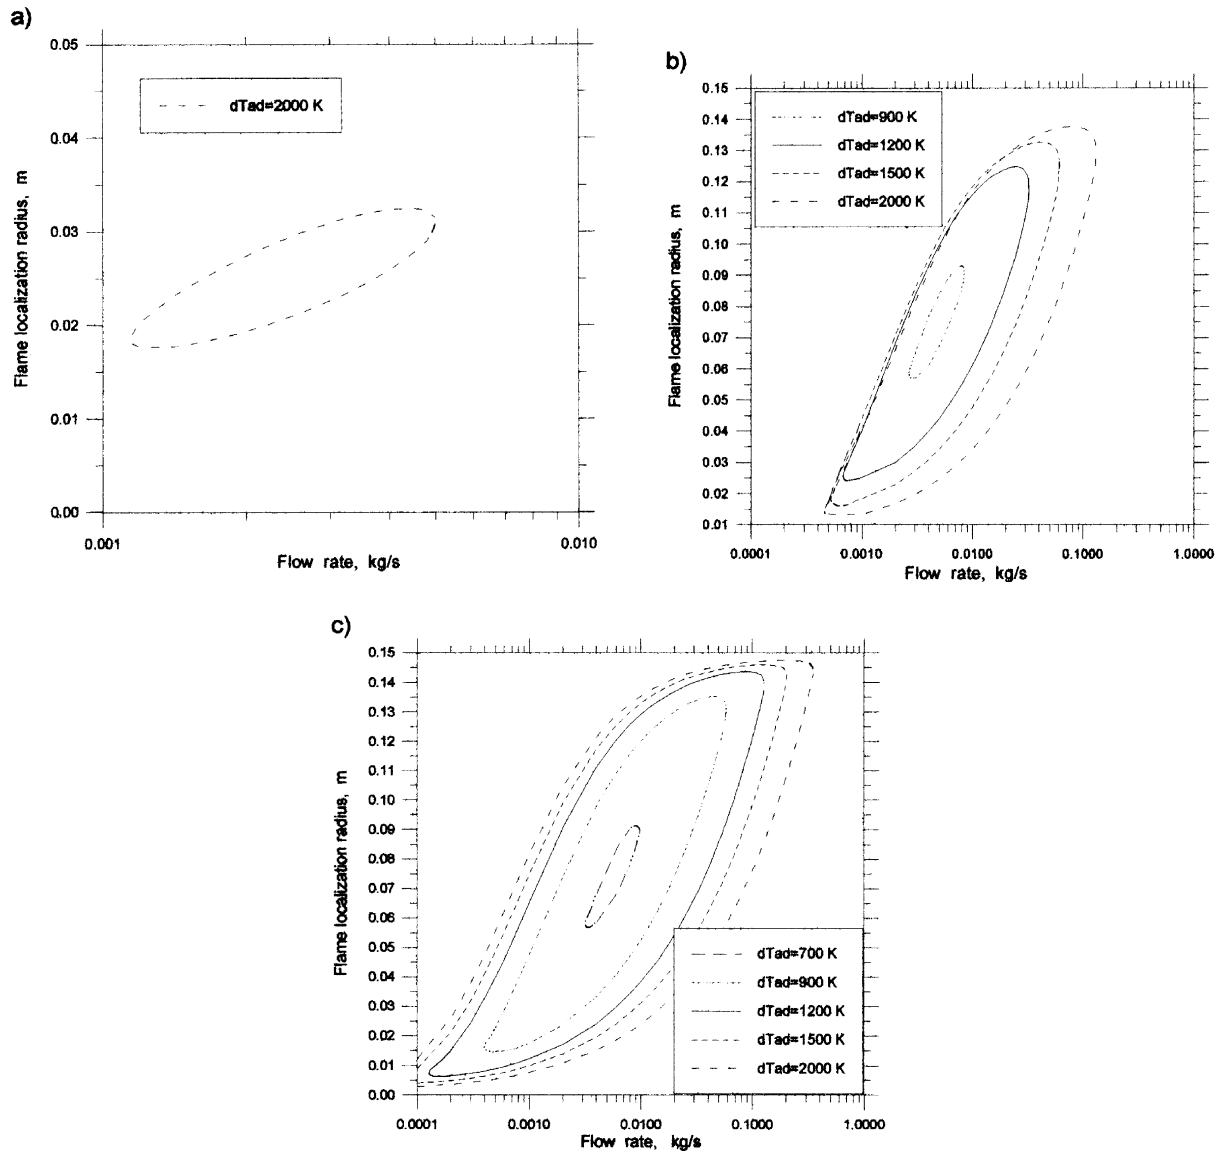 a)
Flame localization radius, m
0.05
0.04
0.03
0.02
0.01
0.00
dTad=2000 K
0.001
0.010
Flow rate, kg/s
b)
Flame localization radius, m
0.15
0.14
0.13
0.12
0.11
0.10
0.09
0.08
0.07
0.06
0.05
0.04
0.03
0.02
0.01
dTad=900 K
dTad=1200 K
dTad=1500 K
dTad=2000 K
0.0001
0.0010
0.0100
0.1000
1.0000
Flow rate, kg/s
c)
Flame localization radius, m
0.15
0.14
0.13
0.12
0.11
0.10
0.09
0.08
0.07
0.06
0.05
0.04
0.03
0.02
0.01
0.00
dTad=700 K
dTad=900 K
dTad=1200 K
dTad=1500 K
dTad=2000 K
0.0001
0.0010
0.0100
0.1000
1.0000
Flow rate, kg/s